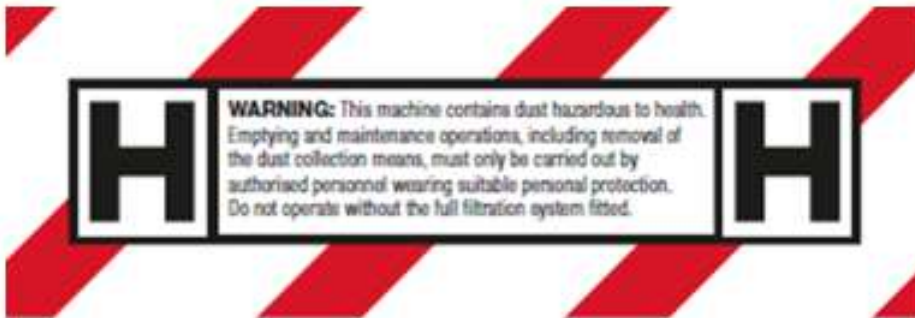 H
WARNING: This machine contains dust hazardous to health.
Emptying and maintenance operations, including removal of
the dust collection means, must only be carried out by
authorised personnel wearing suitable personal protection.
Do not operate without the full filtration system fitted.
H